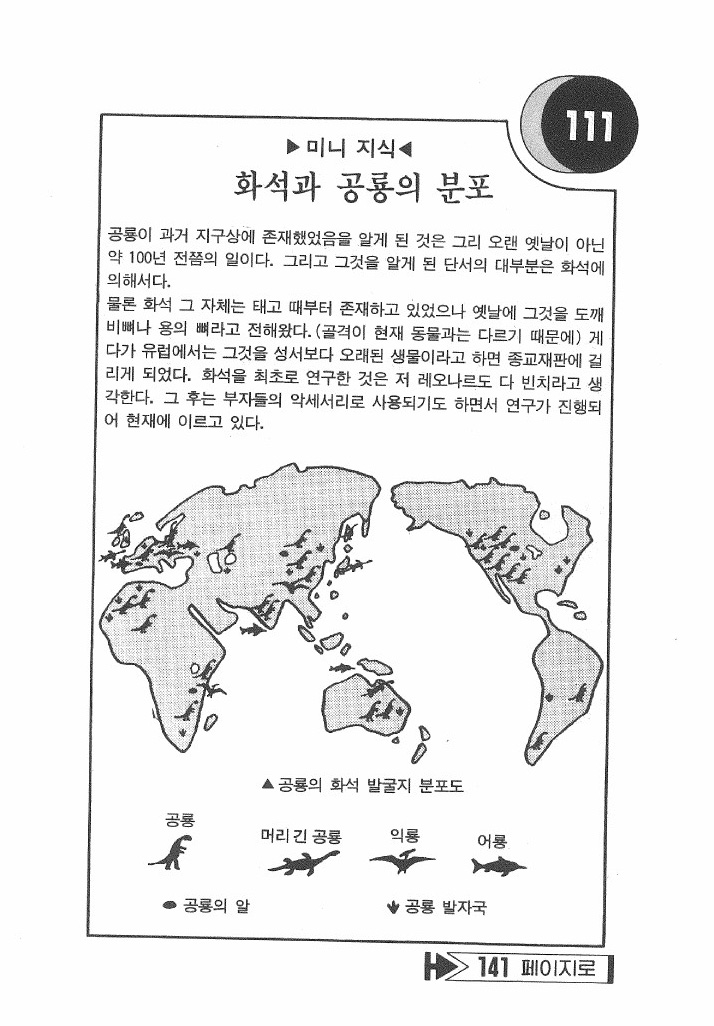 111
▶미니 지식◀
화석과 공룡의 분포
공룡이 과거 지구상에 존재했었음을 알게 된 것은 그리 오랜 옛날이 아닌
약 100년 전쯤의 일이다. 그리고 그것을 알게 된 단서의 대부분은 화석에
의해서다.
물론 화석 그 자체는 태고 때부터 존재하고 있었으나 옛날에 그것을 도깨
비뼈나 용의 뼈라고 전해왔다. (골격이 현재 동물과는 다르기 때문에) 게
다가 유럽에서는 그것을 성서보다 오래된 생물이라고 하면 종교재판에 걸
리게 되었다. 화석을 최초로 연구한 것은 저 레오나르도 다 빈치라고 생
각한다. 그 후는 부자들의 악세서리로 사용되기도 하면서 연구가 진행되
어 현재에 이르고 있다.
▲공룡의 화석 발굴지 분포도
공룡
머리 긴 공룡
익룡
어룡
공룡의 알
공룡 발자국
141 페이지로